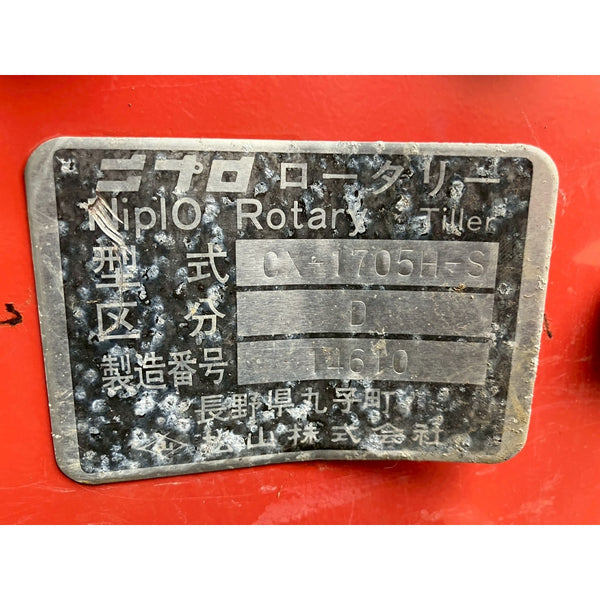 ニプロ ロータリー
NiplO Rotary Tiller
型式 CX-1705H-S
区分 D
製造番号 14610
長野県丸子町
松山株式会社